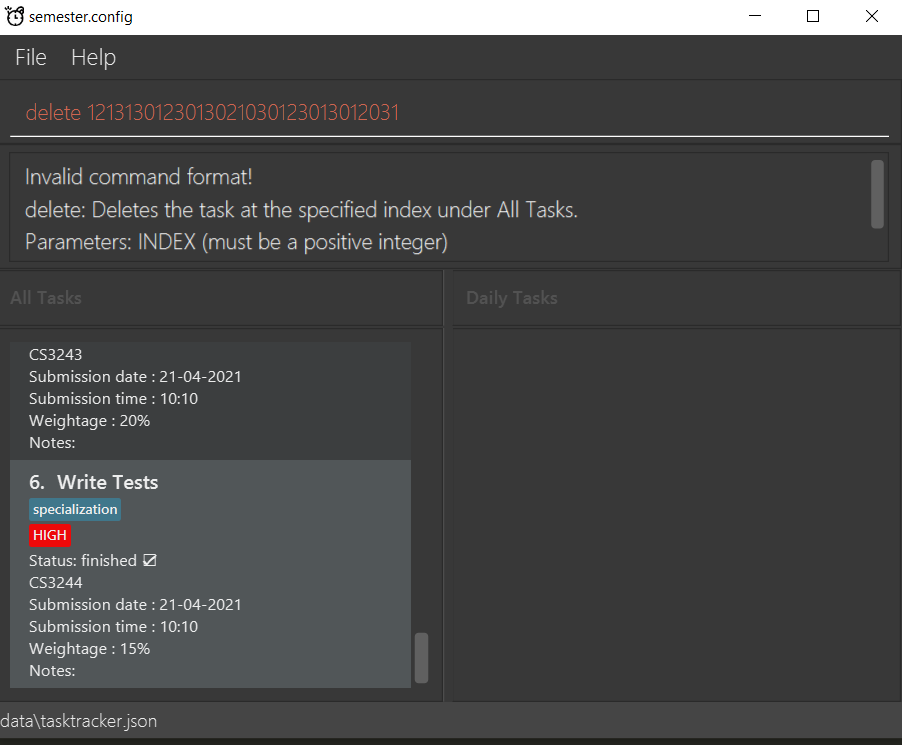 semester.config
File Help
delete 1213130123013021030123013012031
Invalid command format!
delete: Deletes the task at the specified index under All Tasks.
Parameters: INDEX (must be a positive integer)
All Tasks
Daily Tasks
CS3243
Submission date : 21-04-2021
Submission time : 10:10
Weightage : 20%
Notes:
6. Write Tests
specialization
HIGH
Status: finished
CS3244
Submission date : 21-04-2021
Submission time : 10:10
Weightage : 15%
Notes:
data\tasktracker.json